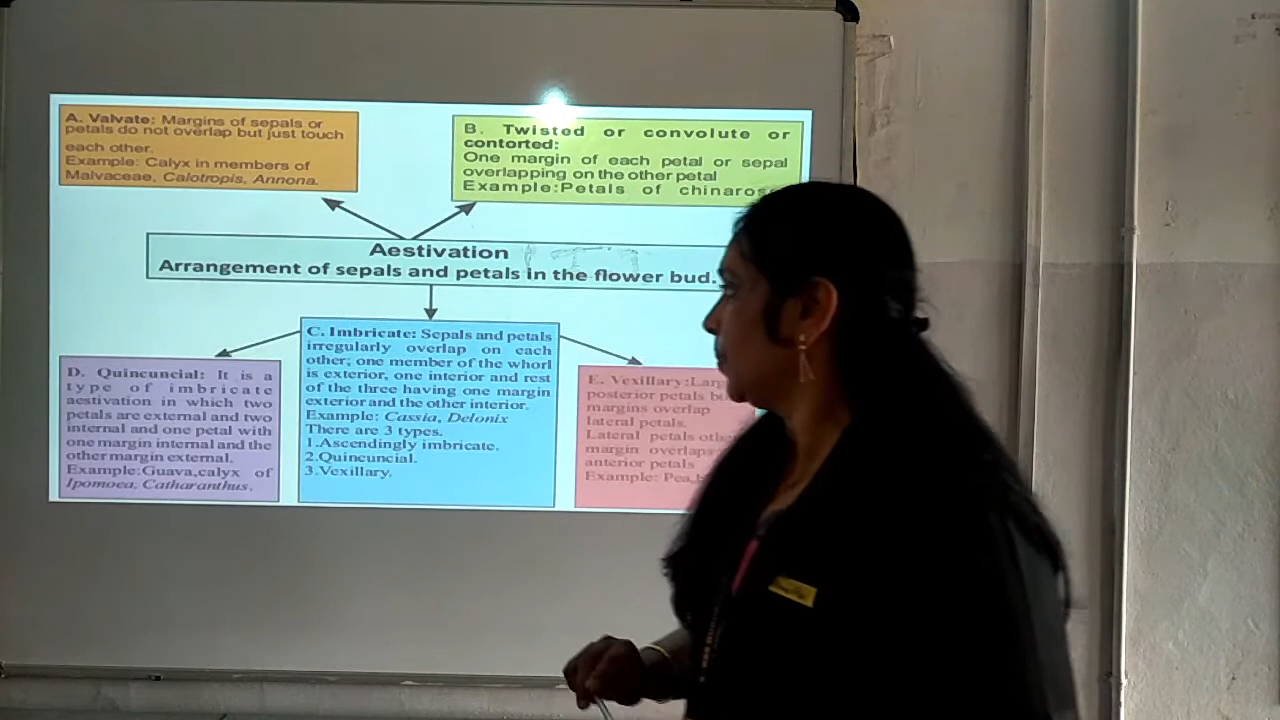 A. Valvate: Margins of sepals or
petals do not overlap but just touch
each other.
Example: Calyx in members of
Malvaceae, Calotropis, Annona.
B. Twisted or convolute or
contorted:
One margin of each petal or sepal
overlapping on the other petal
Example:Petals of
Aestivation
Arrangement of sepals and petals in the flower bud.
C. Imbricate: Sepals and petals
irregularly overlap on each
other; one member of the whorl
is exterior, one interior and rest
of the three having one margin
exterior and the other interior.
Example: Cassia, Delonix
There are 3 types.
1.Ascendingly imbricate.
2.Quincuncial.
3.Vexillary.
D. Quincuncial: It is a
type of imbricate
aestivation in which two
petals are external and two
internal and one petal with
one margin internal and the
other margin external.
Example:Guava,calyx of
Ipomoea, Catharanthus.
E. Vexillary:
posterior petals
margins overlap
lateral petals.
Lateral petals
margin overlaps
anterior petals
Example: Pea,